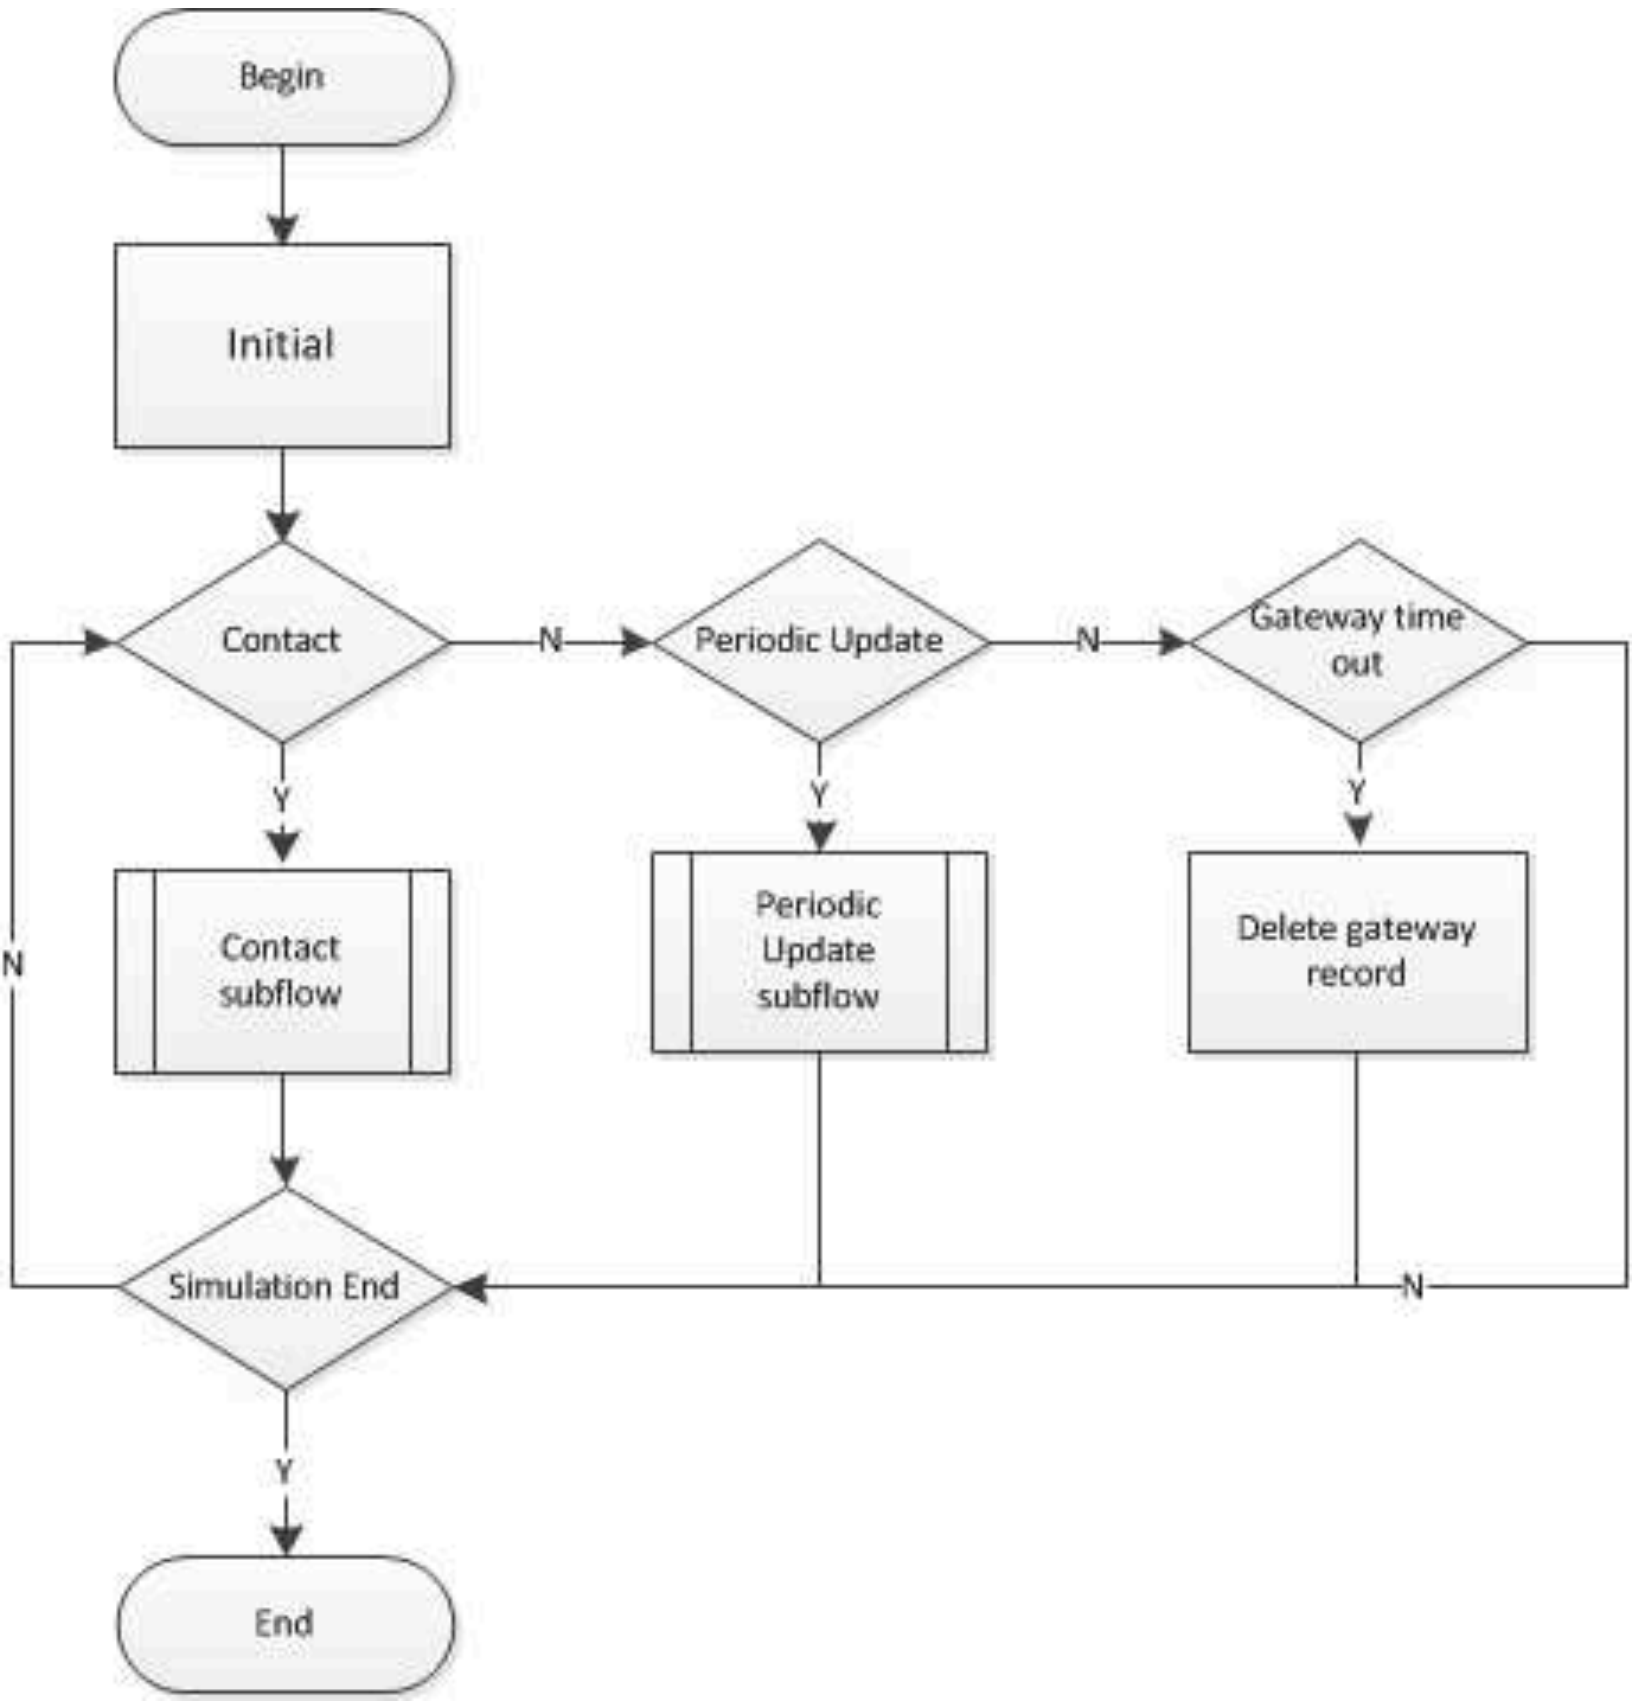 Begin
Initial
Contact
N
Periodic Update
N
Gateway time
out
Y
Y
Y
Contact
subflow
Periodic
Update
subflow
Delete gateway
record
N
Simulation End
N
Y
End